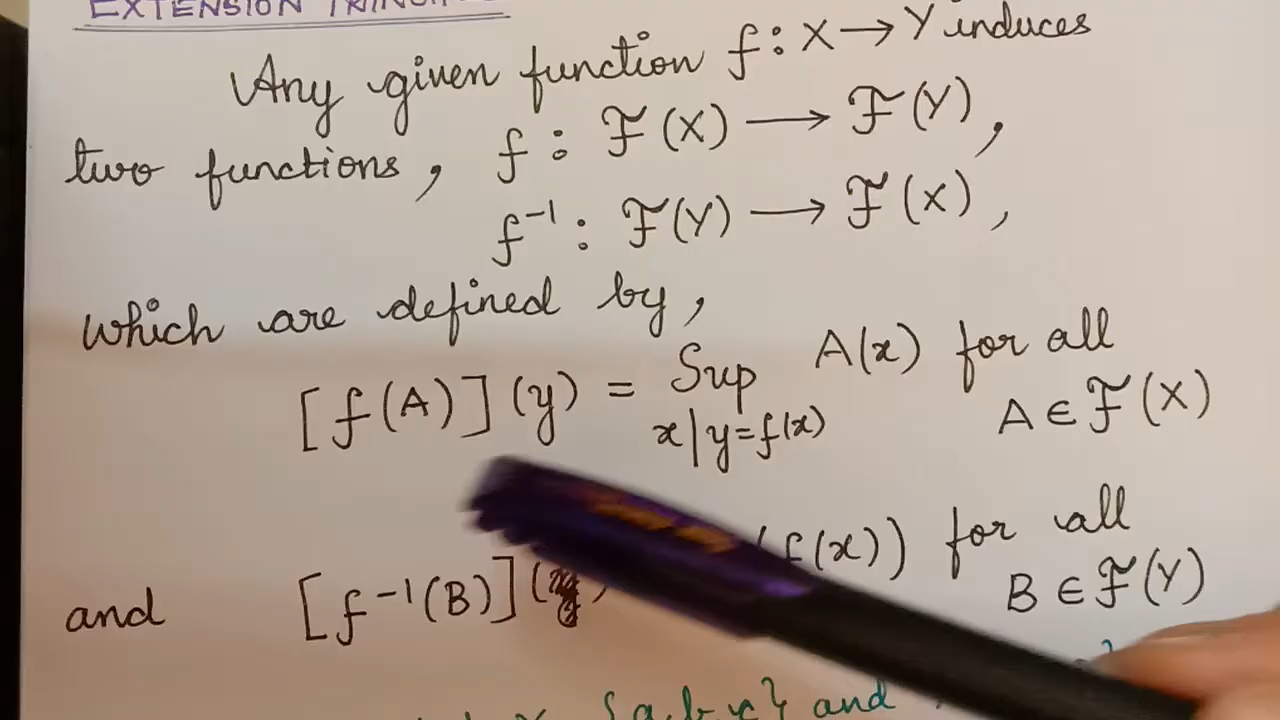 EXTENSION
Any given function f : X → Y induces
two functions, f : ℱ(X) → ℱ(Y),
f⁻¹ : ℱ(Y) → ℱ(X),
which are defined by,
[f(A)](y) = Sup A(x) for all
x|y=f(x) A ∈ ℱ(X)
(f(x)) for all
and [f⁻¹(B)]( B ∈ ℱ(Y)
{a,b,c} and